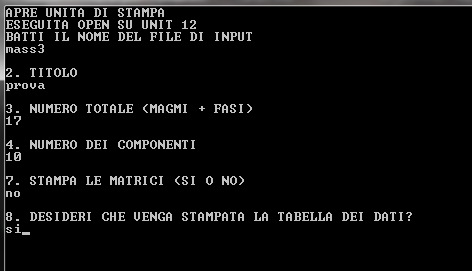 APRE UNITA DI STAMPA
ESEGUITA OPEN SU UNIT 12
BATTI IL NOME DEL FILE DI INPUT
mass3
2. TITOLO
prova
3. NUMERO TOTALE (MAGMI + FASI)
17
4. NUMERO DEI COMPONENTI
10
7. STAMPA LE MATRICI (SI O NO)
no
8. DESIDERI CHE VENGA STAMPATA LA TABELLA DEI DATI?
si_